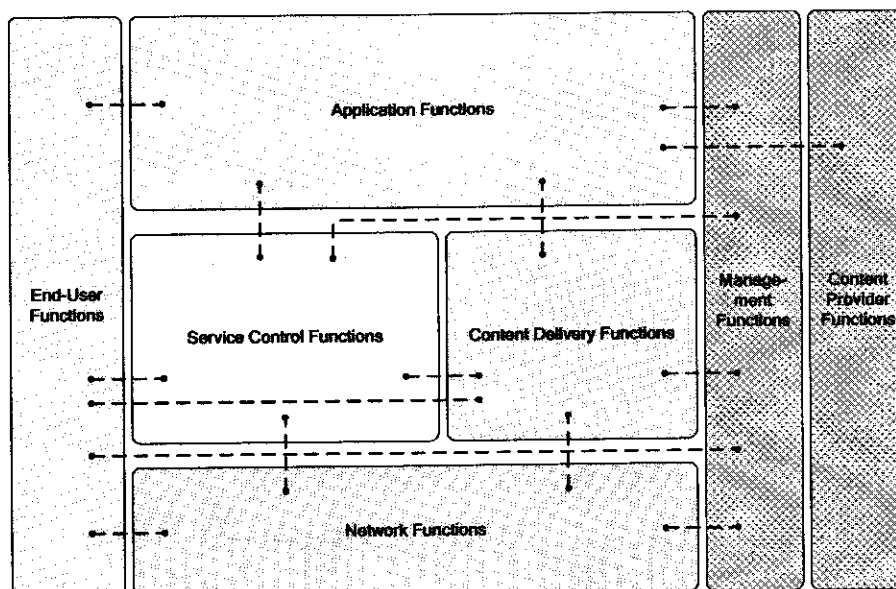 Application Functions
End-User
Functions
Service Control Functions
Content Delivery Functions
Manage-
ment
Functions
Content
Provider
Functions
Network Functions